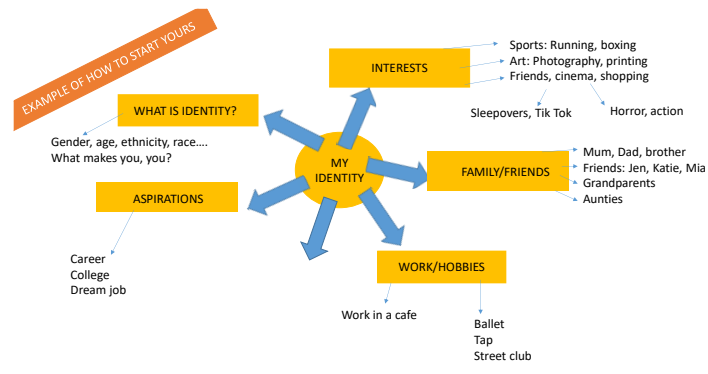 EXAMPLE OF HOW TO START YOURS
WHAT IS IDENTITY?
Gender, age, ethnicity, race....
What makes you, you?
INTERESTS
Sports: Running, boxing
Art: Photography, printing
Friends, cinema, shopping
Sleepovers, Tik Tok
Horror, action
MY
IDENTITY
FAMILY/FRIENDS
Mum, Dad, brother
Friends: Jen, Katie, Mia
Grandparents
Aunties
ASPIRATIONS
Career
College
Dream job
WORK/HOBBIES
Work in a cafe
Ballet
Tap
Street club